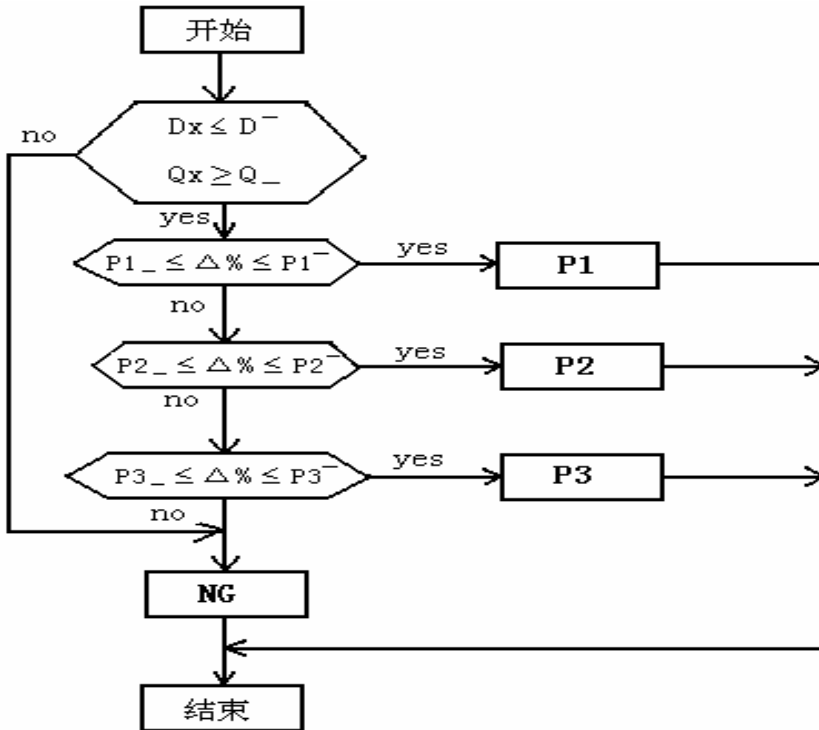 开始
Dx ≤ D¯
Qx ≥ Q_
no
yes
P1_ ≤ △% ≤ P1¯
yes
P1
no
P2_ ≤ △% ≤ P2¯
yes
P2
no
P3_ ≤ △% ≤ P3¯
yes
P3
no
NG
结束